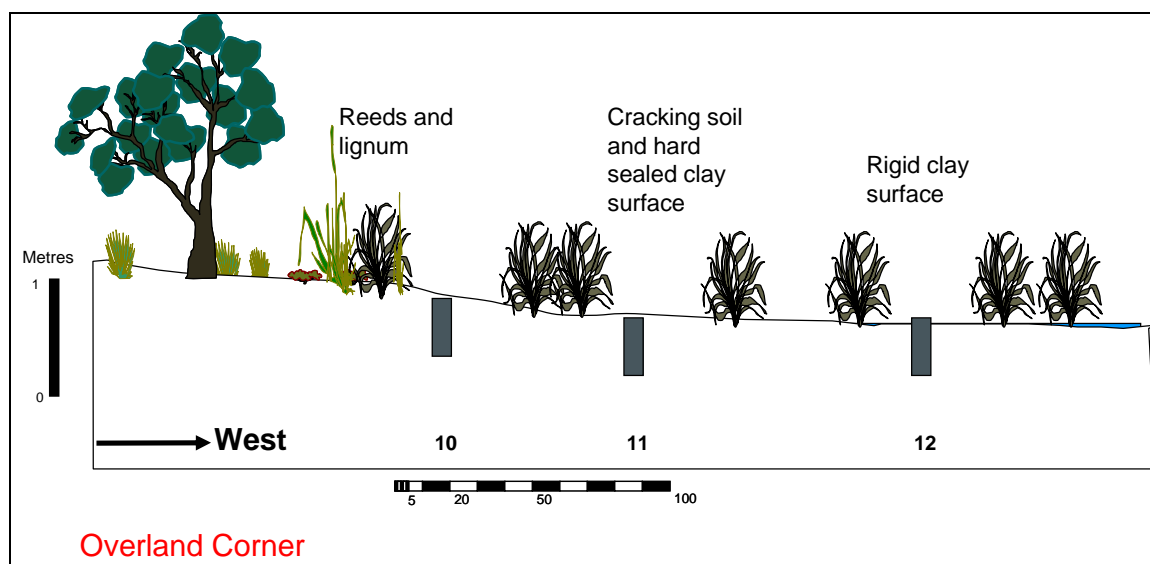 Reeds and
lignum
Cracking soil
and hard
sealed clay
surface
Rigid clay
surface
Metres
1
0
West
10
11
12
5
20
50
100
Overland Corner